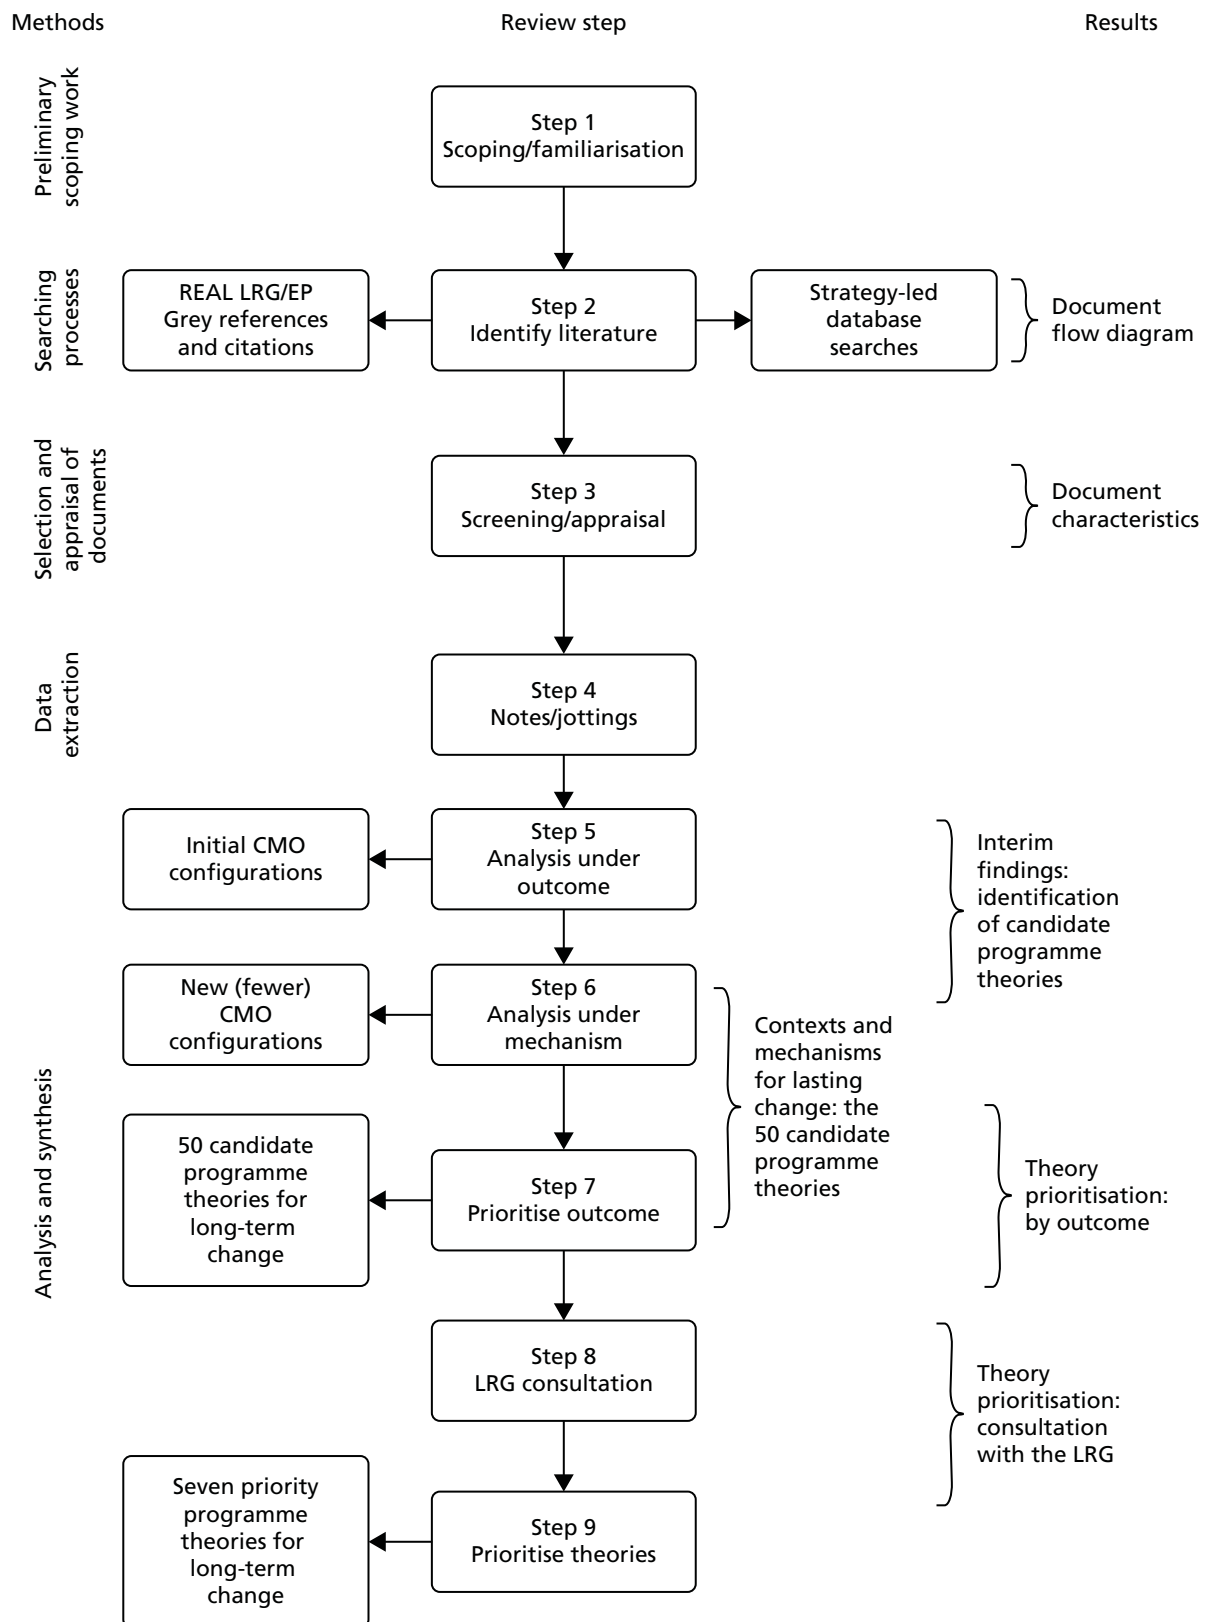 Methods
Review step
Results
Preliminary
scoping work
Step 1
Scoping/familiarisation
Searching
processes
REAL LRG/EP
Grey references
and citations
Step 2
Identify literature
Strategy-led
database
searches
Document
flow diagram
Selection and
appraisal of
documents
Step 3
Screening/appraisal
Document
characteristics
Data
extraction
Step 4
Notes/jottings
Analysis and synthesis
Initial CMO
configurations
Step 5
Analysis under
outcome
Interim
findings:
identification
of candidate
programme
theories
New (fewer)
CMO
configurations
Step 6
Analysis under
mechanism
Contexts and
mechanisms
for lasting
change: the
50 candidate
programme
theories
50 candidate
programme
theories for
long-term
change
Step 7
Prioritise outcome
Theory
prioritisation:
by outcome
Step 8
LRG consultation
Theory
prioritisation:
consultation
with the LRG
Seven priority
programme
theories for
long-term
change
Step 9
Prioritise theories